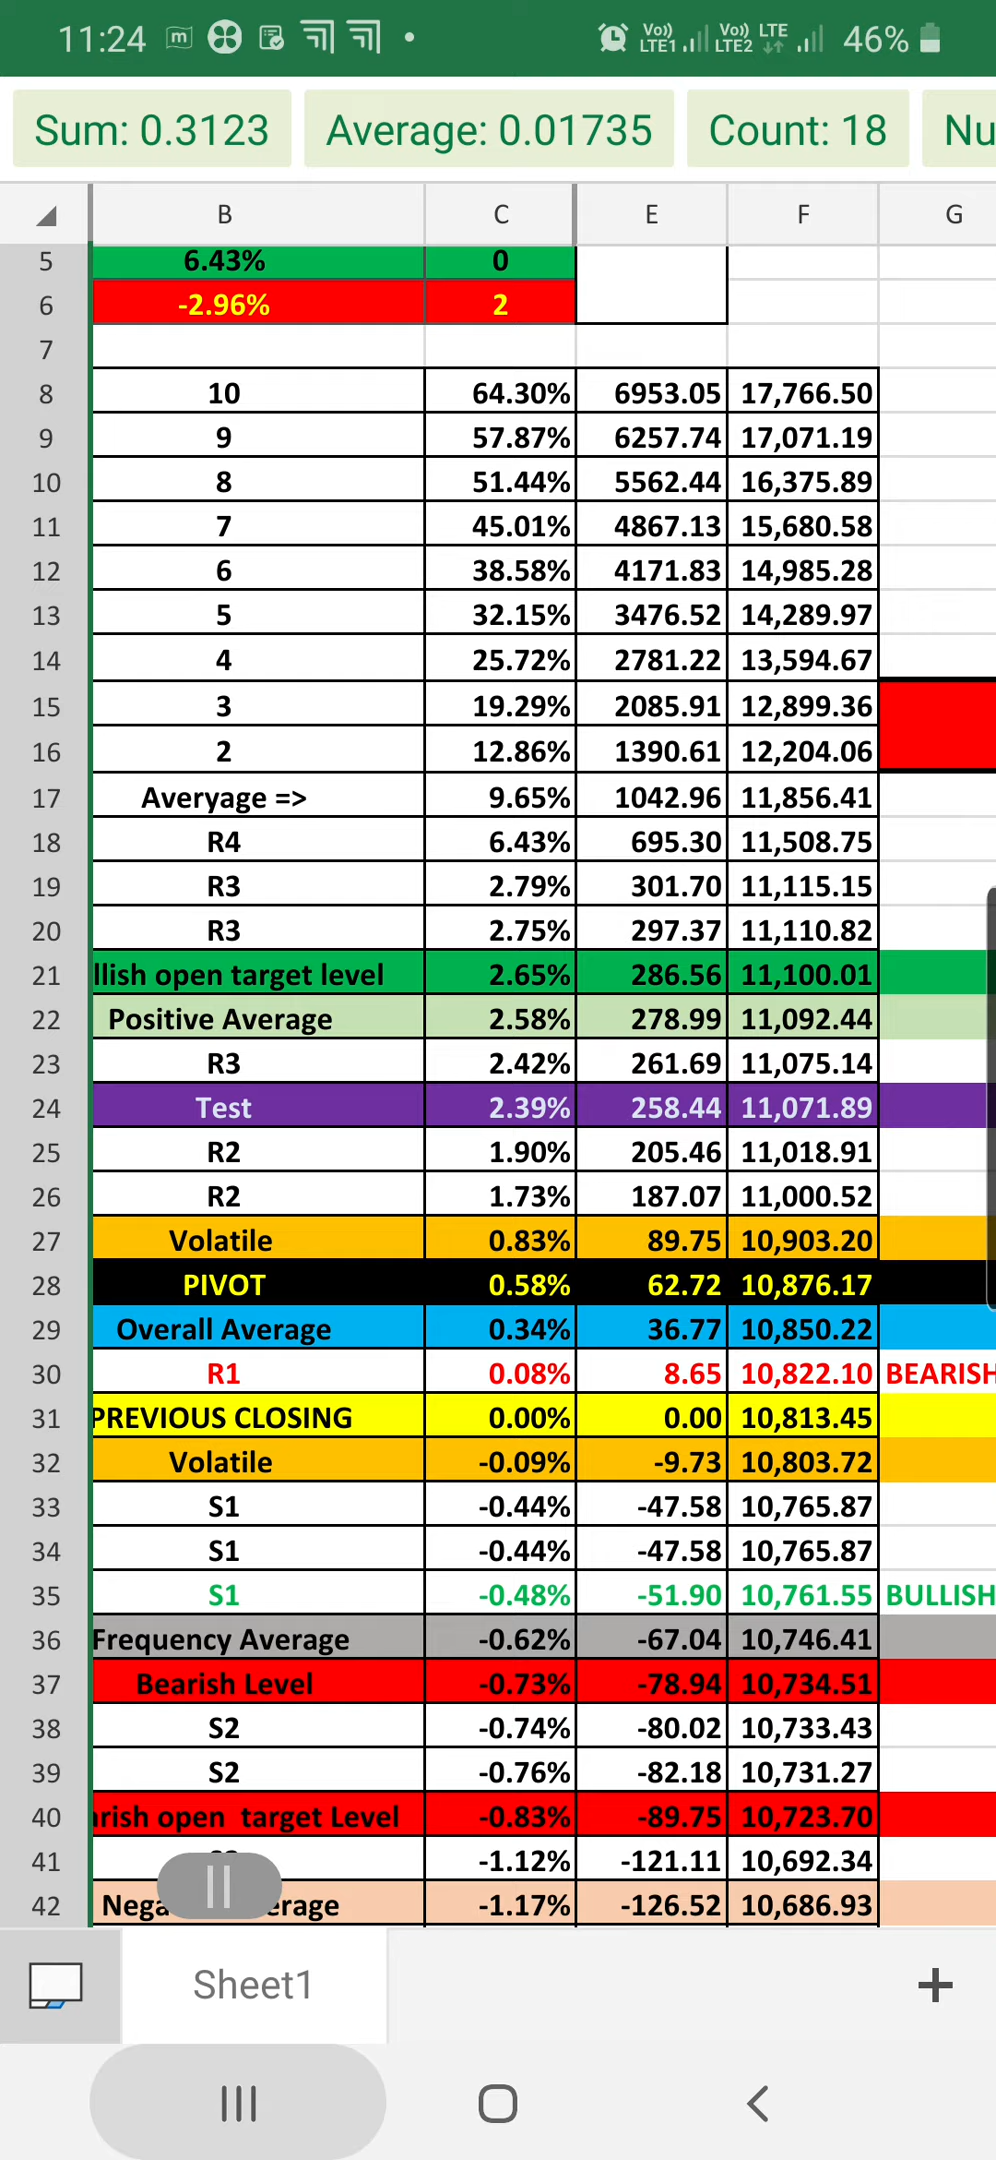 11:24 m Vo)) LTE1 Vo)) LTE LTE2 46%
Sum: 0.3123 Average: 0.01735 Count: 18 Nu
B C E F G
5 6.43% 0
6 -2.96% 2
7
8 10 64.30% 6953.05 17,766.50
9 9 57.87% 6257.74 17,071.19
10 8 51.44% 5562.44 16,375.89
11 7 45.01% 4867.13 15,680.58
12 6 38.58% 4171.83 14,985.28
13 5 32.15% 3476.52 14,289.97
14 4 25.72% 2781.22 13,594.67
15 3 19.29% 2085.91 12,899.36
16 2 12.86% 1390.61 12,204.06
17 Averyage => 9.65% 1042.96 11,856.41
18 R4 6.43% 695.30 11,508.75
19 R3 2.79% 301.70 11,115.15
20 R3 2.75% 297.37 11,110.82
21 llish open target level 2.65% 286.56 11,100.01
22 Positive Average 2.58% 278.99 11,092.44
23 R3 2.42% 261.69 11,075.14
24 Test 2.39% 258.44 11,071.89
25 R2 1.90% 205.46 11,018.91
26 R2 1.73% 187.07 11,000.52
27 Volatile 0.83% 89.75 10,903.20
28 PIVOT 0.58% 62.72 10,876.17
29 Overall Average 0.34% 36.77 10,850.22
30 R1 0.08% 8.65 10,822.10 BEARISH
31 PREVIOUS CLOSING 0.00% 0.00 10,813.45
32 Volatile -0.09% -9.73 10,803.72
33 S1 -0.44% -47.58 10,765.87
34 S1 -0.44% -47.58 10,765.87
35 S1 -0.48% -51.90 10,761.55 BULLISH
36 Frequency Average -0.62% -67.04 10,746.41
37 Bearish Level -0.73% -78.94 10,734.51
38 S2 -0.74% -80.02 10,733.43
39 S2 -0.76% -82.18 10,731.27
40 rish open target Level -0.83% -89.75 10,723.70
41 -1.12% -121.11 10,692.34
42 Nega erage -1.17% -126.52 10,686.93
Sheet1